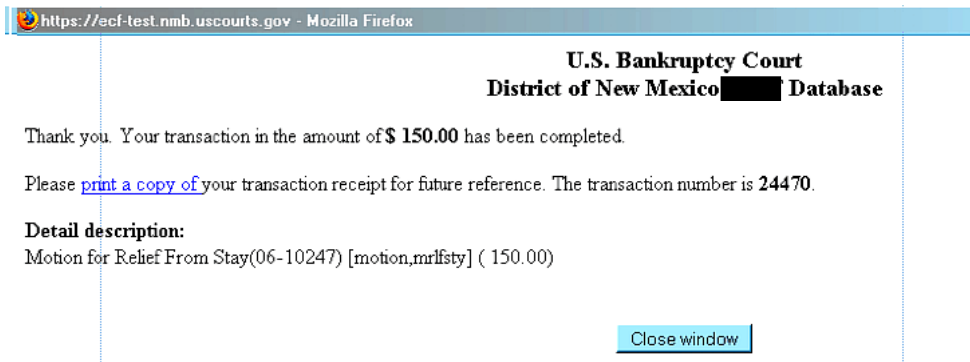 https://ecf-test.nmb.uscourts.gov - Mozilla Firefox
U.S. Bankruptcy Court
District of New Mexico Database
Thank you. Your transaction in the amount of $ 150.00 has been completed.
Please print a copy of your transaction receipt for future reference. The transaction number is 24470.
Detail description:
Motion for Relief From Stay(06-10247) [motion,mrlfsty] ( 150.00)
Close window